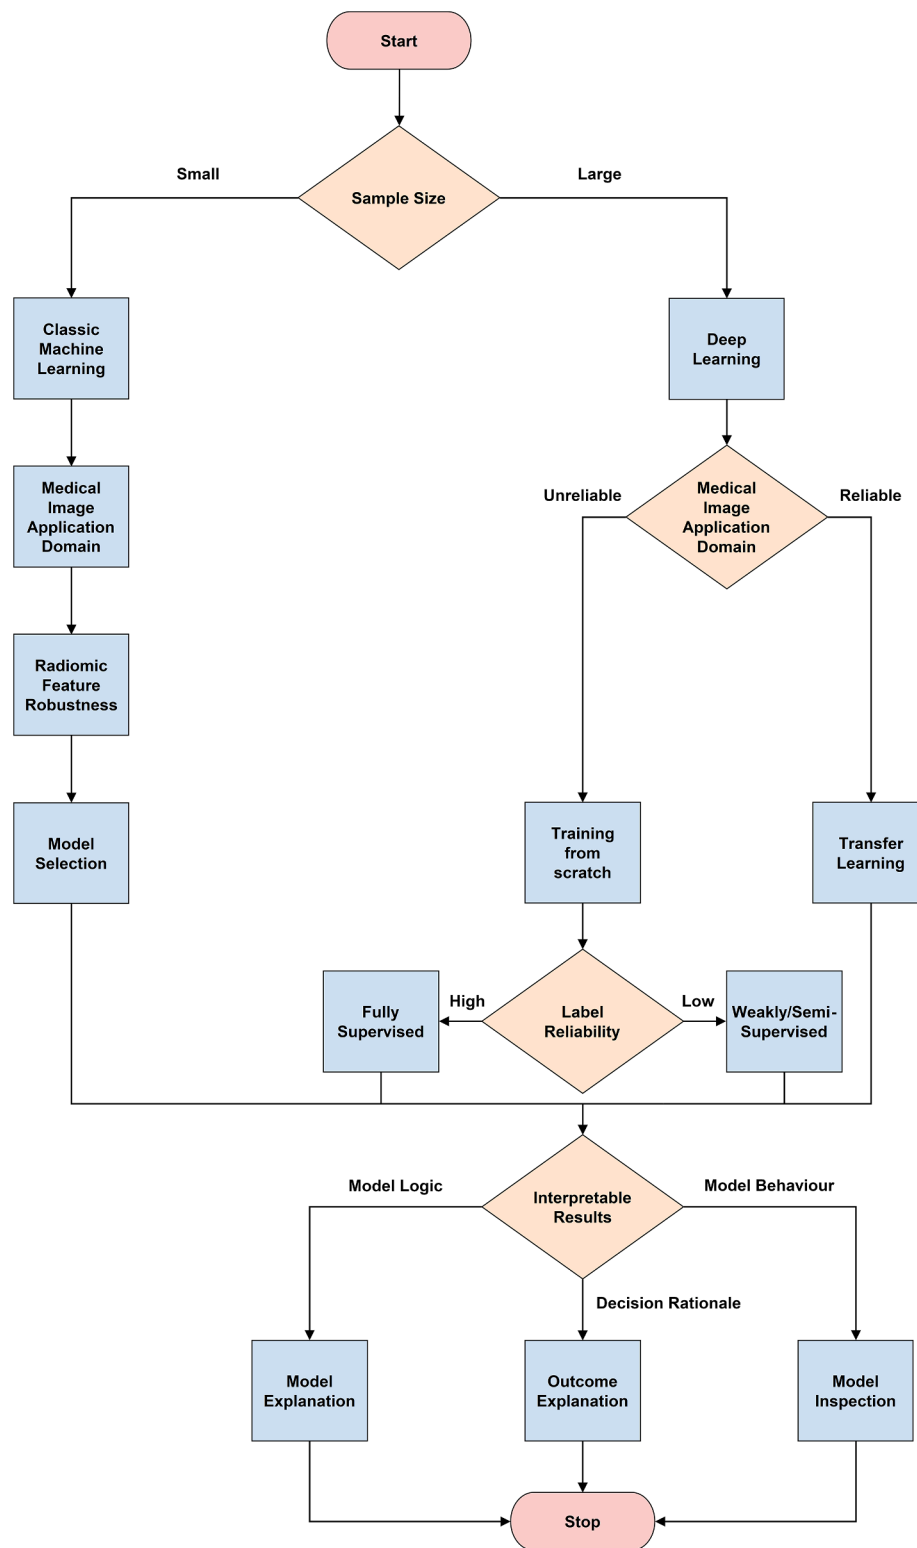 Start
Small
Large
Sample Size
Classic
Machine
Learning
Deep
Learning
Medical
Image
Application
Domain
Unreliable
Medical
Image
Application
Domain
Reliable
Radiomic
Feature
Robustness
Model
Selection
Training
from
scratch
Transfer
Learning
Fully
Supervised
High
Label
Reliability
Low
Weakly/Semi-
Supervised
Model Logic
Interpretable
Results
Model Behaviour
Decision Rationale
Model
Explanation
Outcome
Explanation
Model
Inspection
Stop